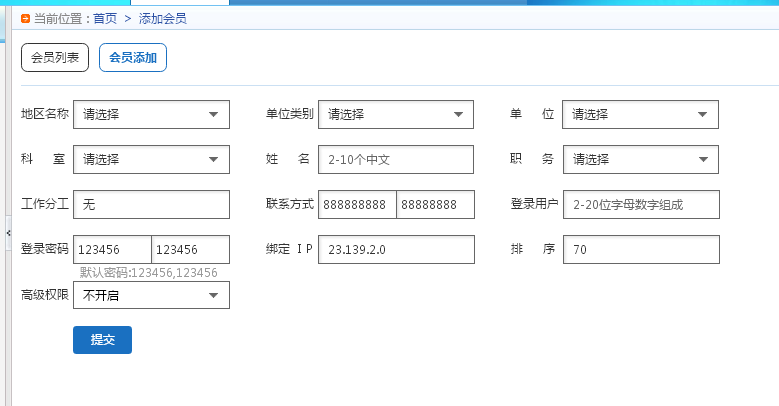 当前位置：首页 > 添加会员
会员列表 会员添加
地区名称 请选择 单位类别 请选择 单 位 请选择
科 室 请选择 姓 名 2-10个中文 职 务 请选择
工作分工 无 联系方式 888888888 88888888 登录用户 2-20位字母数字组成
登录密码 123456 123456 绑定 I P 23.139.2.0 排 序 70
默认密码:123456,123456
高级权限 不开启
提交